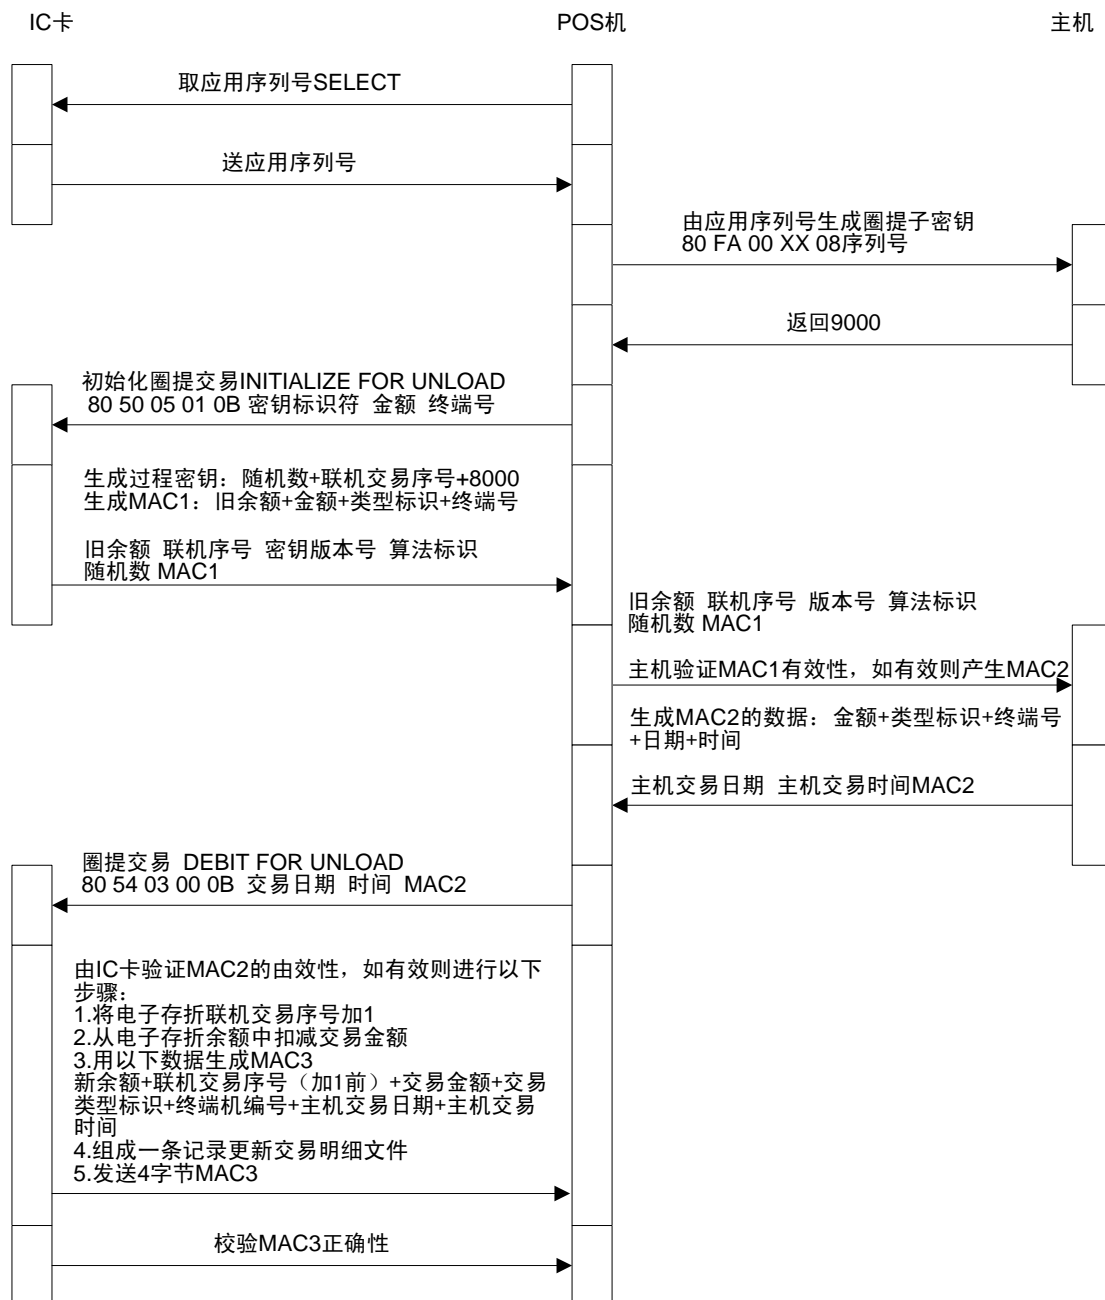 IC卡
POS机
主机
取应用序列号SELECT
送应用序列号
由应用序列号生成圈提子密钥
80 FA 00 XX 08序列号
返回9000
初始化圈提交易INITIALIZE FOR UNLOAD
80 50 05 01 0B 密钥标识符 金额 终端号
生成过程密钥：随机数+联机交易序号+8000
生成MAC1：旧余额+金额+类型标识+终端号
旧余额 联机序号 密钥版本号 算法标识
随机数 MAC1
旧余额 联机序号 版本号 算法标识
随机数 MAC1
主机验证MAC1有效性，如有效则产生MAC2
生成MAC2的数据：金额+类型标识+终端号
+日期+时间
主机交易日期 主机交易时间MAC2
圈提交易 DEBIT FOR UNLOAD
80 54 03 00 0B 交易日期 时间 MAC2
由IC卡验证MAC2的由效性，如有效则进行以下
步骤：
1.将电子存折联机交易序号加1
2.从电子存折余额中扣减交易金额
3.用以下数据生成MAC3
新余额+联机交易序号（加1前）+交易金额+交易
类型标识+终端机编号+主机交易日期+主机交易
时间
4.组成一条记录更新交易明细文件
5.发送4字节MAC3
校验MAC3正确性